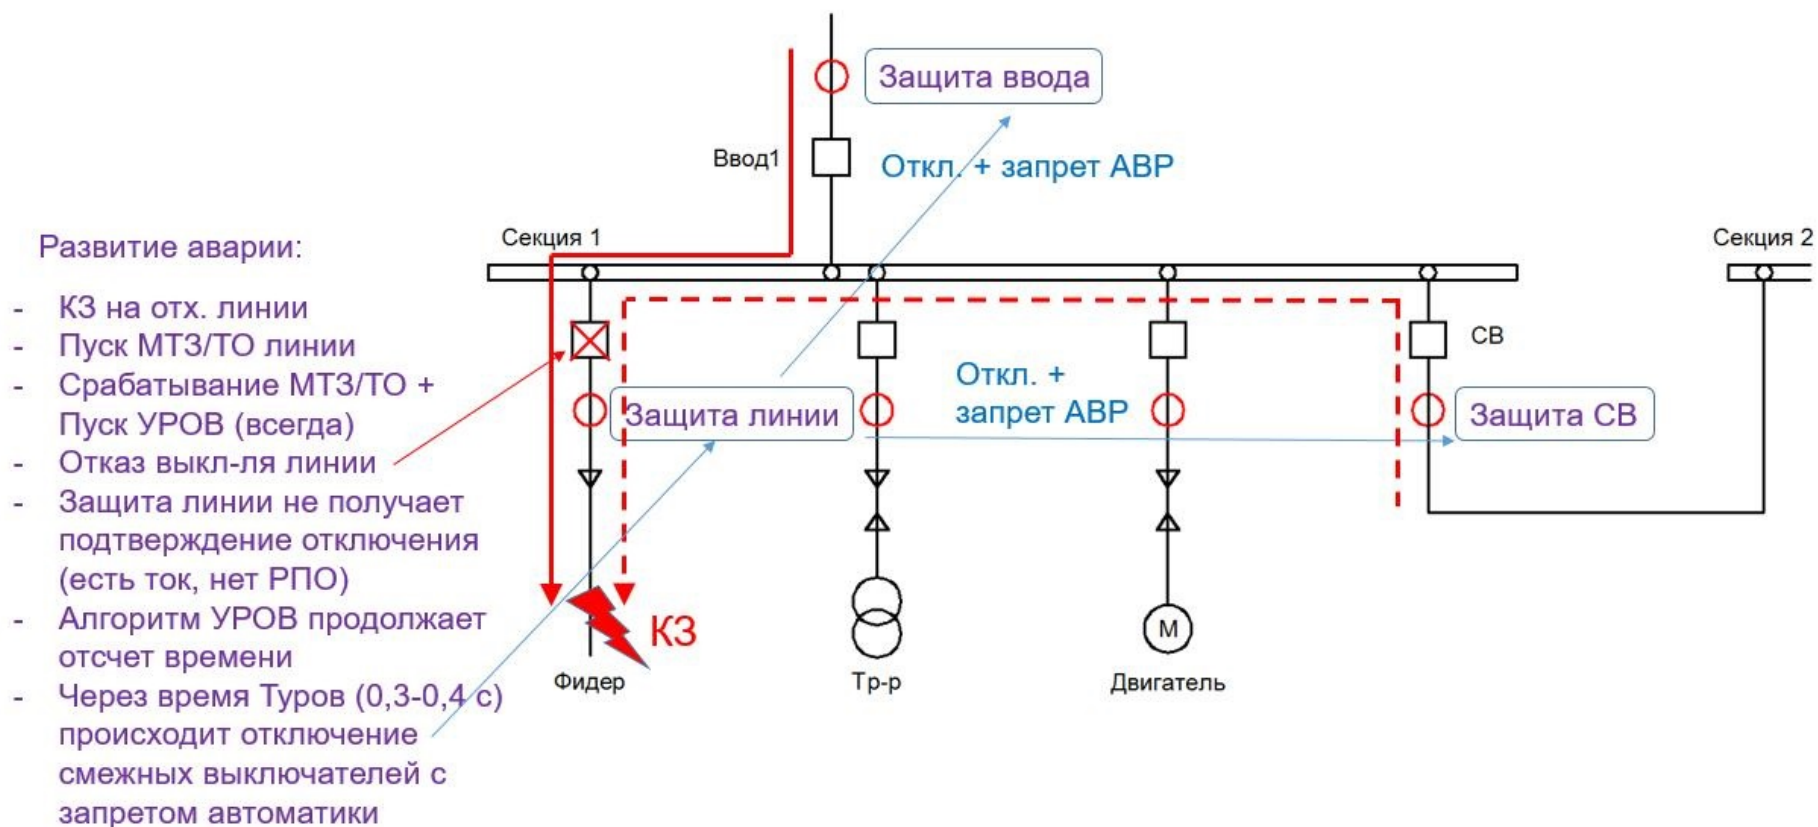 Защита ввода
Ввод1
Откл. + запрет АВР
Секция 1
Секция 2
Развитие аварии:
- КЗ на отх. линии
- Пуск МТЗ/ТО линии
- Срабатывание МТЗ/ТО +
Пуск УРОВ (всегда)
- Отказ выкл-ля линии
- Защита линии не получает
подтверждение отключения
(есть ток, нет РПО)
- Алгоритм УРОВ продолжает
отсчет времени
- Через время Туров (0,3-0,4 с)
происходит отключение
смежных выключателей с
запретом автоматики
СВ
Откл. +
запрет АВР
Защита линии
Защита СВ
КЗ
М
Фидер
Тр-р
Двигатель